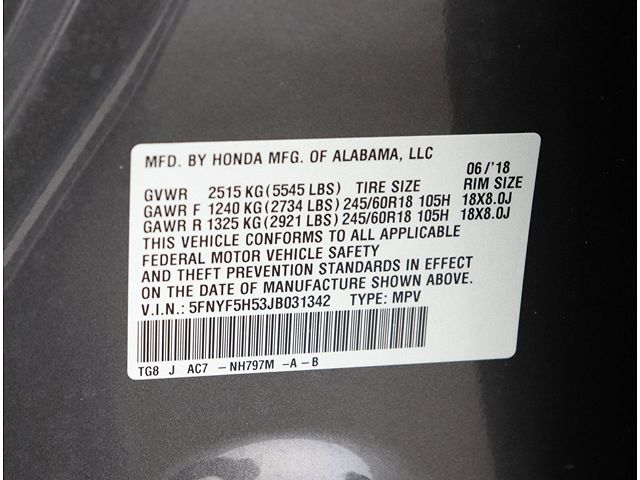 MFD. BY HONDA MFG. OF ALABAMA, LLC 06/'18
GVWR 2515 KG (5545 LBS) TIRE SIZE RIM SIZE
GAWR F 1240 KG (2734 LBS) 245/60R18 105H 18X8.0J
GAWR R 1325 KG (2921 LBS) 245/60R18 105H 18X8.0J
THIS VEHICLE CONFORMS TO ALL APPLICABLE
FEDERAL MOTOR VEHICLE SAFETY
AND THEFT PREVENTION STANDARDS IN EFFECT
ON THE DATE OF MANUFACTURE SHOWN ABOVE.
V.I.N.: 5FNYF5H53JB031342 TYPE: MPV
TG8 J AC7 -NH797M -A-B